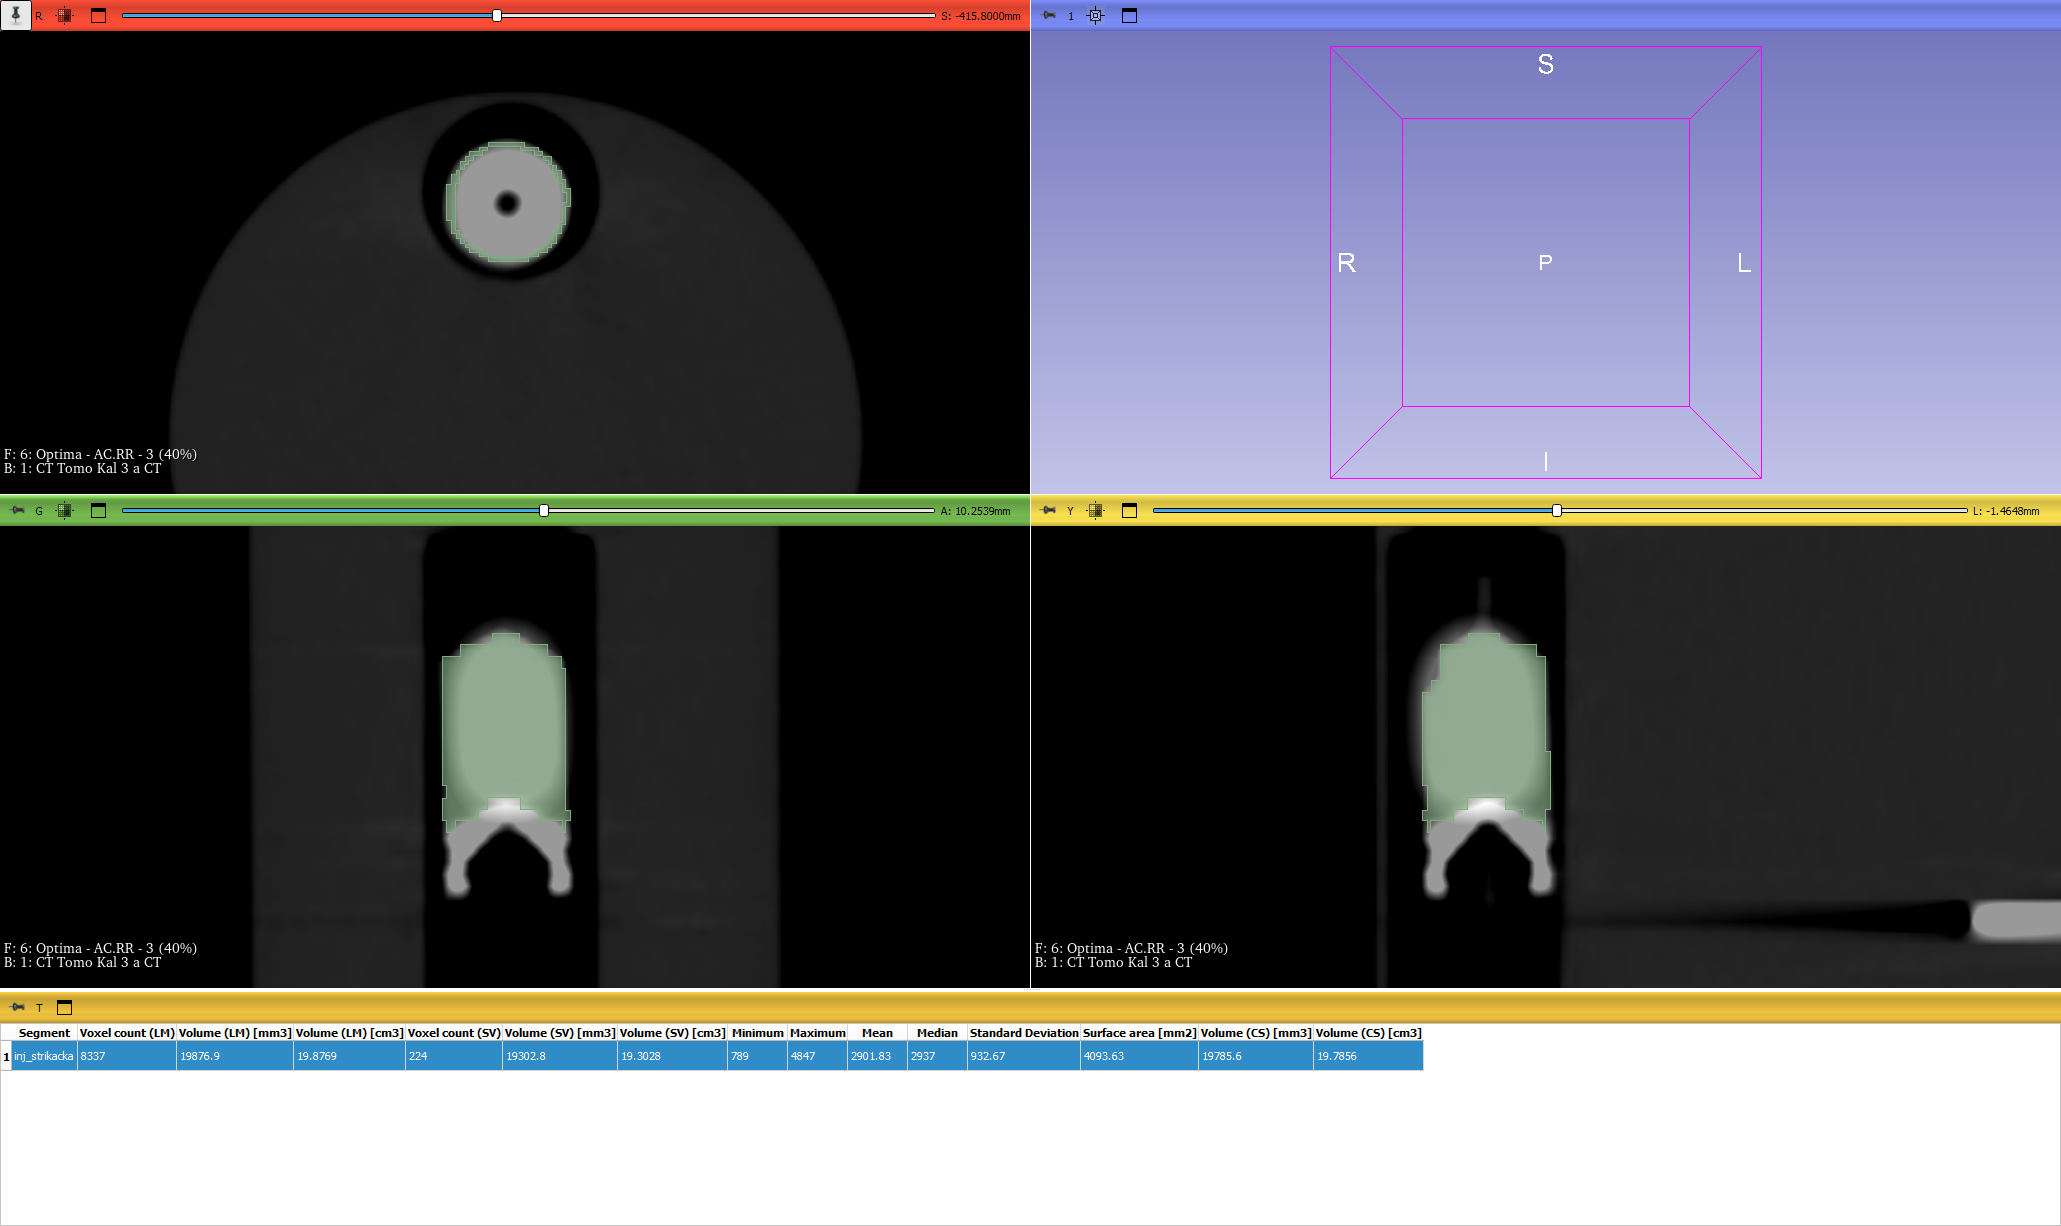 R S: -415.8000mm
1
S
R P L
I
F: 6: Optima - AC.RR - 3 (40%)
B: 1: CT Tomo Kal 3 a CT
G A: 10.2539mm
Y L: -1.4648mm
F: 6: Optima - AC.RR - 3 (40%)
B: 1: CT Tomo Kal 3 a CT
F: 6: Optima - AC.RR - 3 (40%)
B: 1: CT Tomo Kal 3 a CT
T
Segment Voxel count (LM) Volume (LM) [mm3] Volume (LM) [cm3] Voxel count (SV) Volume (SV) [mm3] Volume (SV) [cm3] Minimum Maximum Mean Median Standard Deviation Surface area [mm2] Volume (CS) [mm3] Volume (CS) [cm3]
1 inj_strikacka 8337 19876.9 19.8769 224 19302.8 19.3028 789 4847 2901.83 2937 932.67 4093.63 19785.6 19.7856